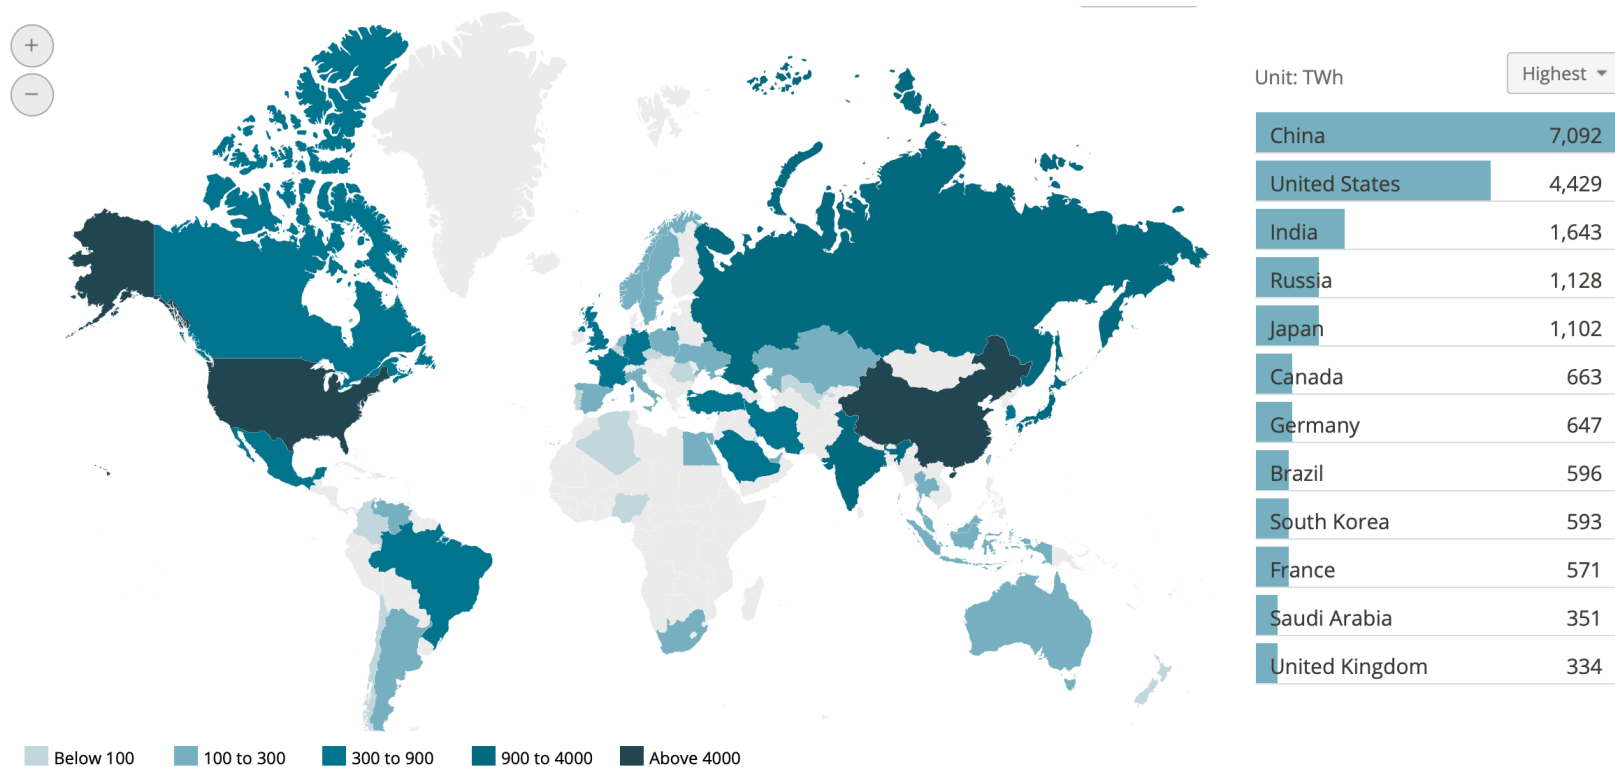 +
−
Unit: TWh
Highest
China 7,092
United States 4,429
India 1,643
Russia 1,128
Japan 1,102
Canada 663
Germany 647
Brazil 596
South Korea 593
France 571
Saudi Arabia 351
United Kingdom 334
Below 100 100 to 300 300 to 900 900 to 4000 Above 4000